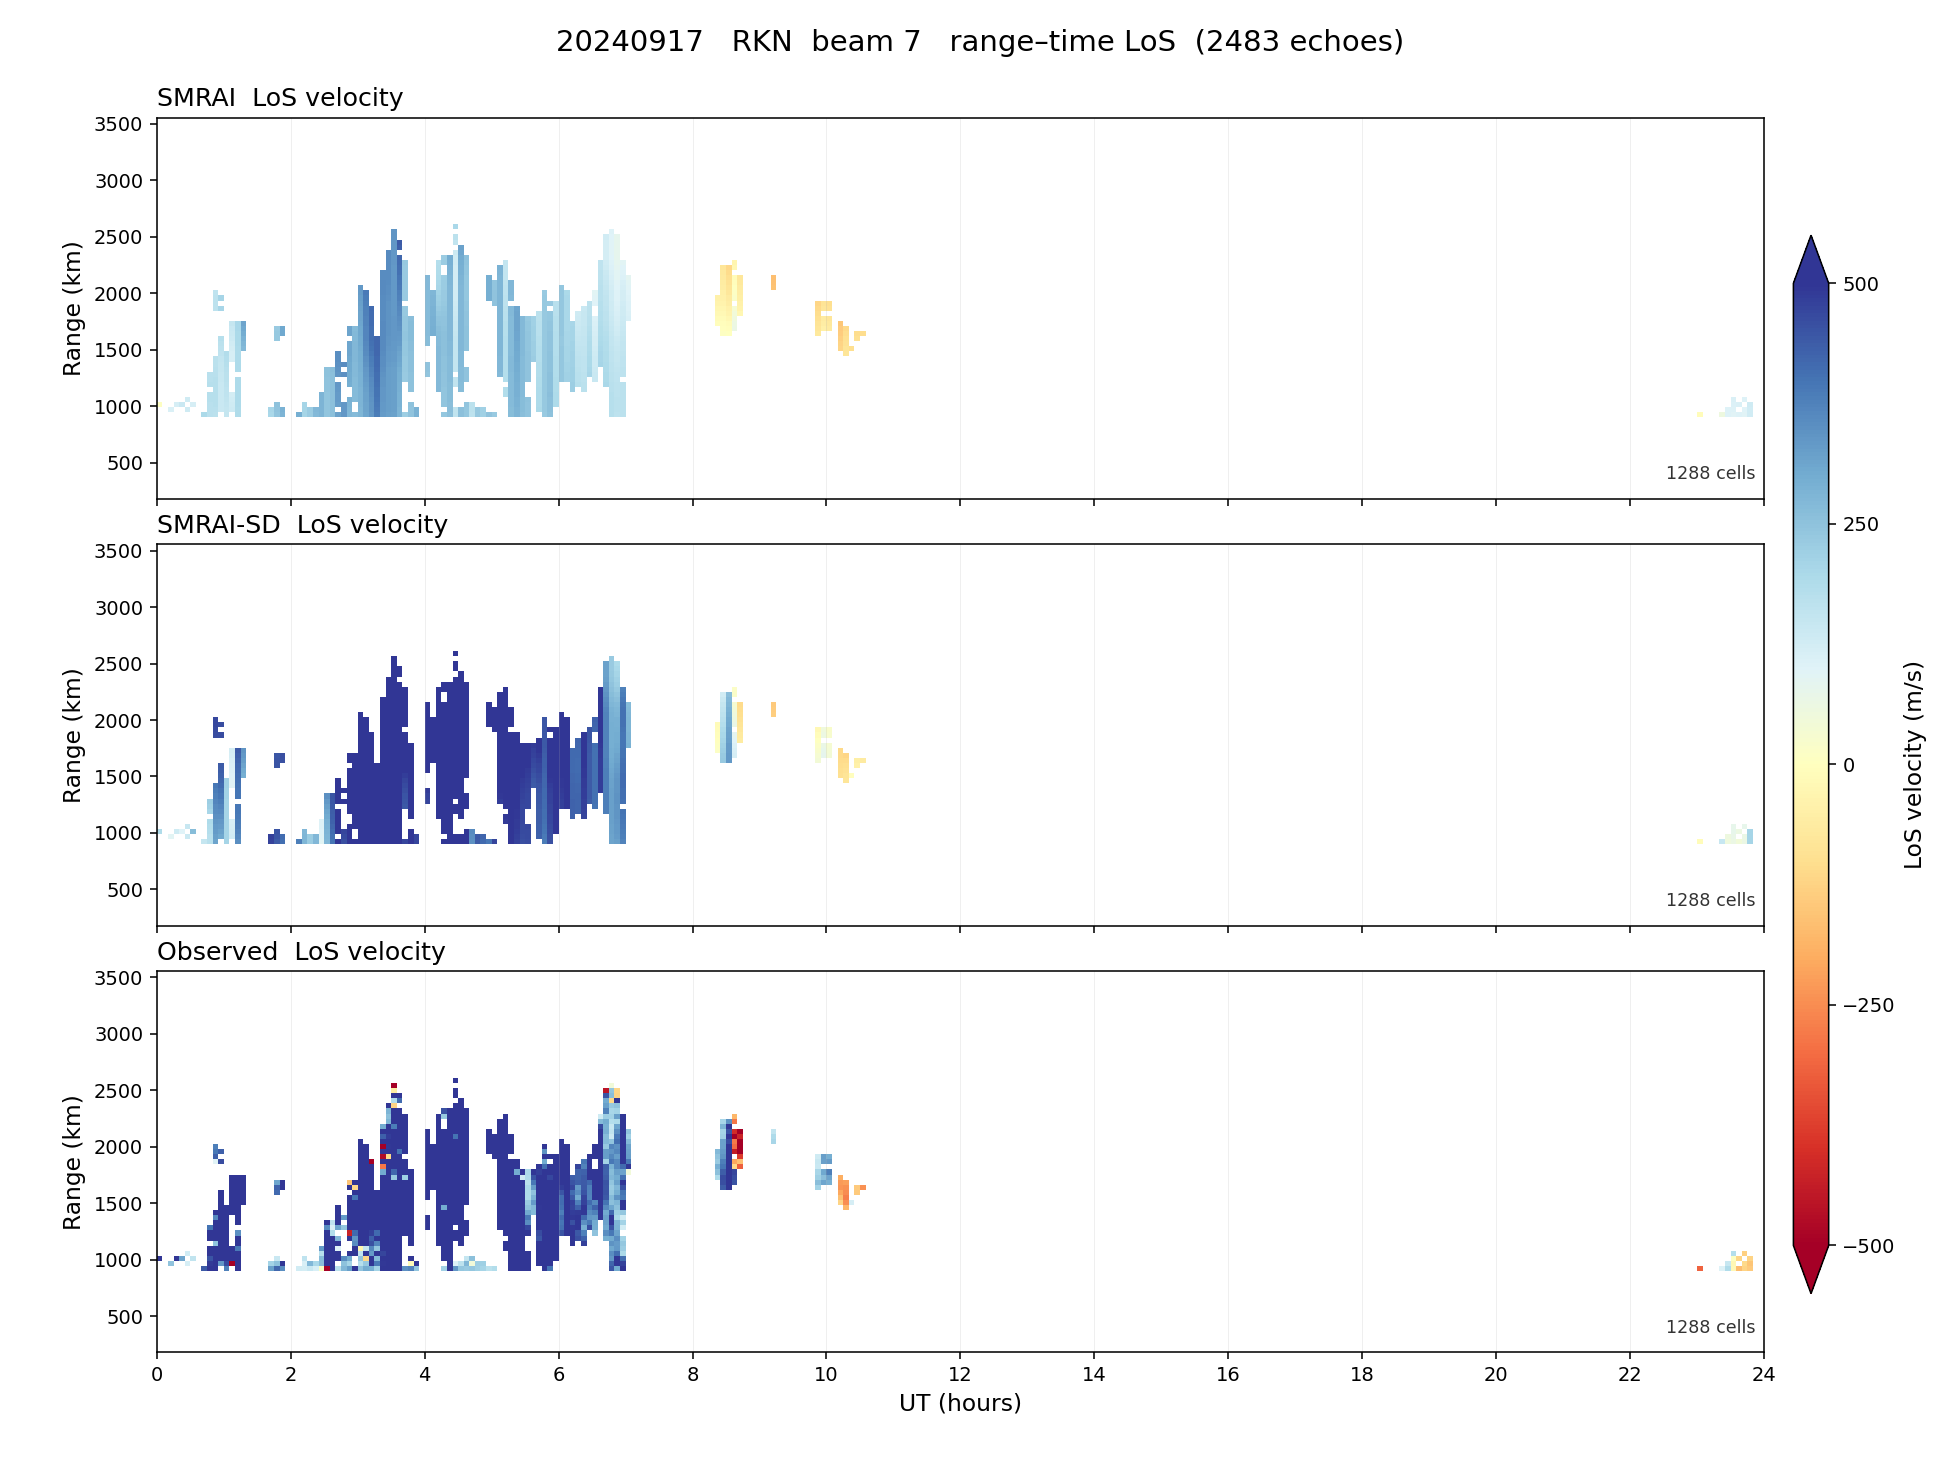 20240917   RKN  beam 7   range–time LoS  (2483 echoes)
SMRAI  LoS velocity
3500
3000
2500
2000
1500
1000
500
Range (km)
1288 cells
SMRAI-SD  LoS velocity
3500
3000
2500
2000
1500
1000
500
Range (km)
1288 cells
Observed  LoS velocity
3500
3000
2500
2000
1500
1000
500
Range (km)
1288 cells
0 2 4 6 8 10 12 14 16 18 20 22 24
UT (hours)
500
250
0
−250
−500
LoS velocity (m/s)